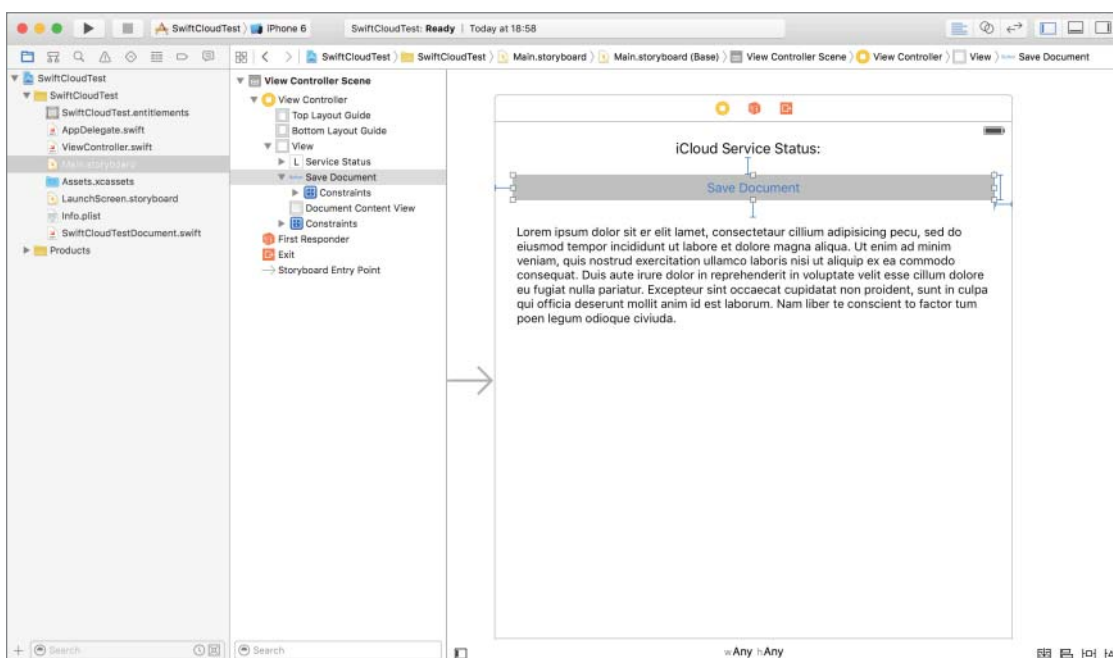 SwiftCloudTest
iPhone 6
SwiftCloudTest: Ready | Today at 18:58
SwiftCloudTest
SwiftCloudTest
Main.storyboard
Main.storyboard (Base)
View Controller Scene
View Controller
View
Save Document
SwiftCloudTest
SwiftCloudTest
SwiftCloudTest.entitlements
AppDelegate.swift
ViewController.swift
Main.storyboard
Assets.xcassets
LaunchScreen.storyboard
Info.plist
SwiftCloudTestDocument.swift
Products
View Controller Scene
View Controller
Top Layout Guide
Bottom Layout Guide
View
L Service Status
Save Document
Constraints
Document Content View
Constraints
First Responder
Exit
Storyboard Entry Point
iCloud Service Status:
Save Document
Lorem ipsum dolor sit er elit lamet, consectetaur cillium adipisicing pecu, sed do
eiusmod tempor incididunt ut labore et dolore magna aliqua. Ut enim ad minim
veniam, quis nostrud exercitation ullamco laboris nisi ut aliquip ex ea commodo
consequat. Duis aute irure dolor in reprehenderit in voluptate velit esse cillum dolore
eu fugiat nulla pariatur. Excepteur sint occaecat cupidatat non proident, sunt in culpa
qui officia deserunt mollit anim id est laborum. Nam liber te conscient to factor tum
poen legum odioque civiuda.
Search
Search
wAny hAny